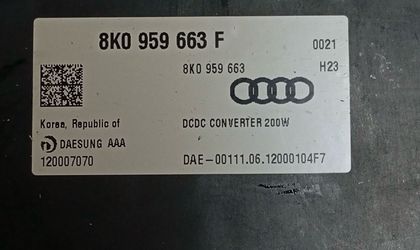 8K0 959 663 F
0021
8K0 959 663
H23
Korea, Republic of
DCDC CONVERTER 200W
DAESUNG AAA
120007070
DAE-00111.06.12000104F7